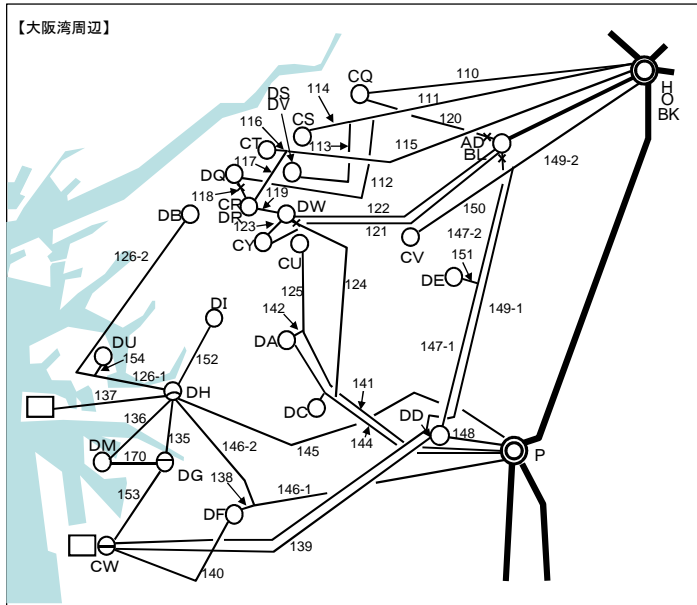 【大阪湾周辺】
CQ
110
H
O
BK
DS
DV
114
111
CS
120
116
113
115
AD
BL
CT
117
149-2
DQ
112
118
119
CR
DR
DW
122
150
DB
123
121
147-2
CY
CV
151
126-2
CU
124
DE
125
149-1
DI
142
DU
DA
152
147-1
154
126-1
DH
141
137
DC
DD
136
135
144
148
145
146-2
P
DM
170
DG
138
146-1
153
DF
139
CW
140